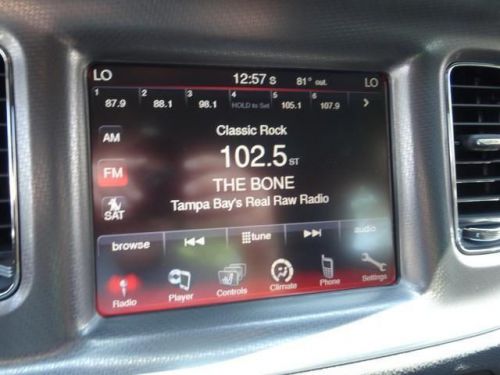 LO 12:57 S 81° out. LO
1 2 3 4 5 6
87.9 88.1 98.1 HOLD to Set 105.1 107.9
AM
Classic Rock
102.5 ST
FM
THE BONE
Tampa Bay's Real Raw Radio
SAT
browse tune audio
Radio Player Controls Climate Phone Settings